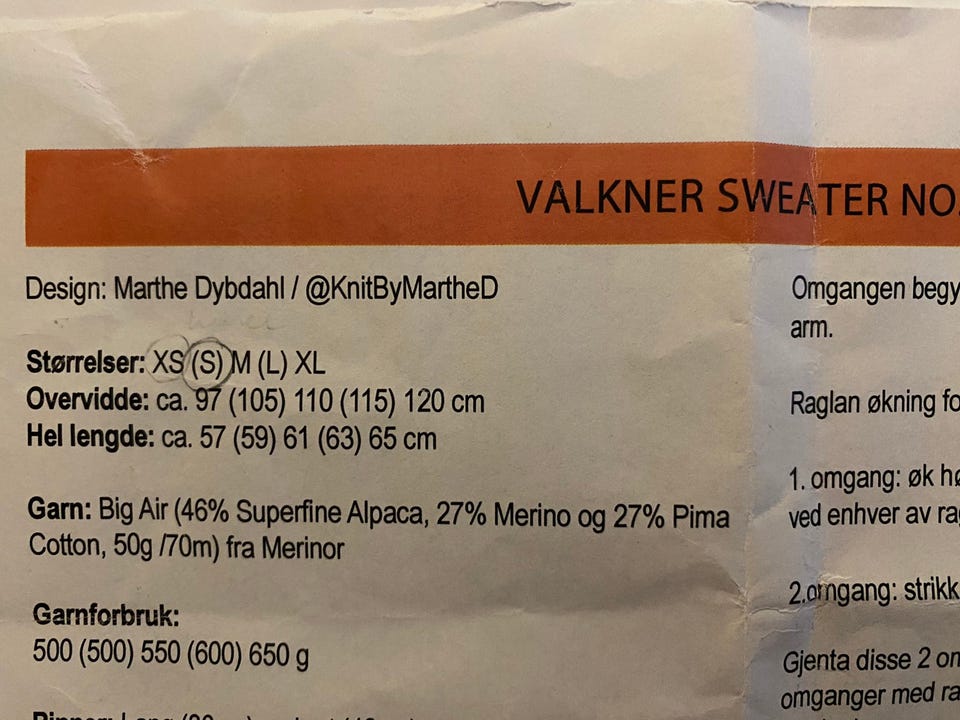 VALKNER SWEATER NO.
Design: Marthe Dybdahl / @KnitByMartheD
Størrelser: XS (S) M (L) XL
Overvidde: ca. 97 (105) 110 (115) 120 cm
Hel lengde: ca. 57 (59) 61 (63) 65 cm
Garn: Big Air (46% Superfine Alpaca, 27% Merino og 27% Pima
Cotton, 50g /70m) fra Merinor
Garnforbruk:
500 (500) 550 (600) 650 g
Omgangen begy
arm.
Raglan økning fo
1. omgang: øk hø
ved enhver av rag
2.omgang: strikk
Gjenta disse 2 om
omganger med ra